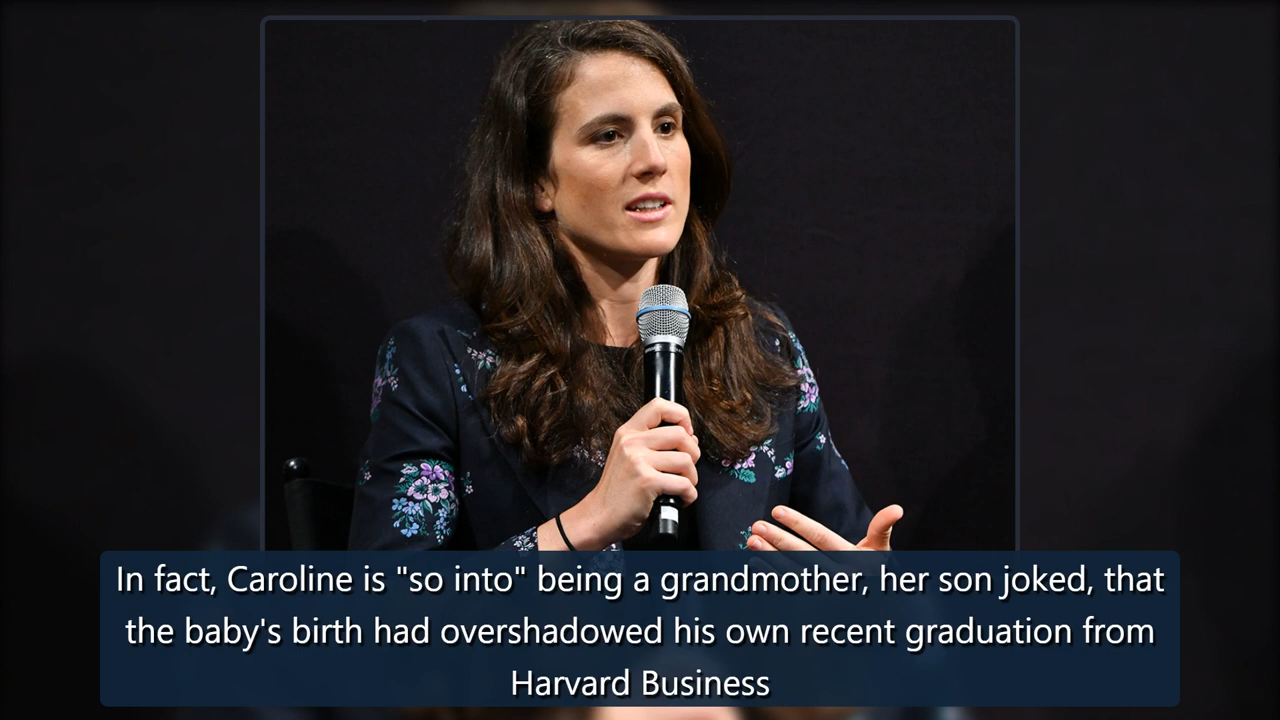 In fact, Caroline is "so into" being a grandmother, her son joked, that
the baby's birth had overshadowed his own recent graduation from
Harvard Business